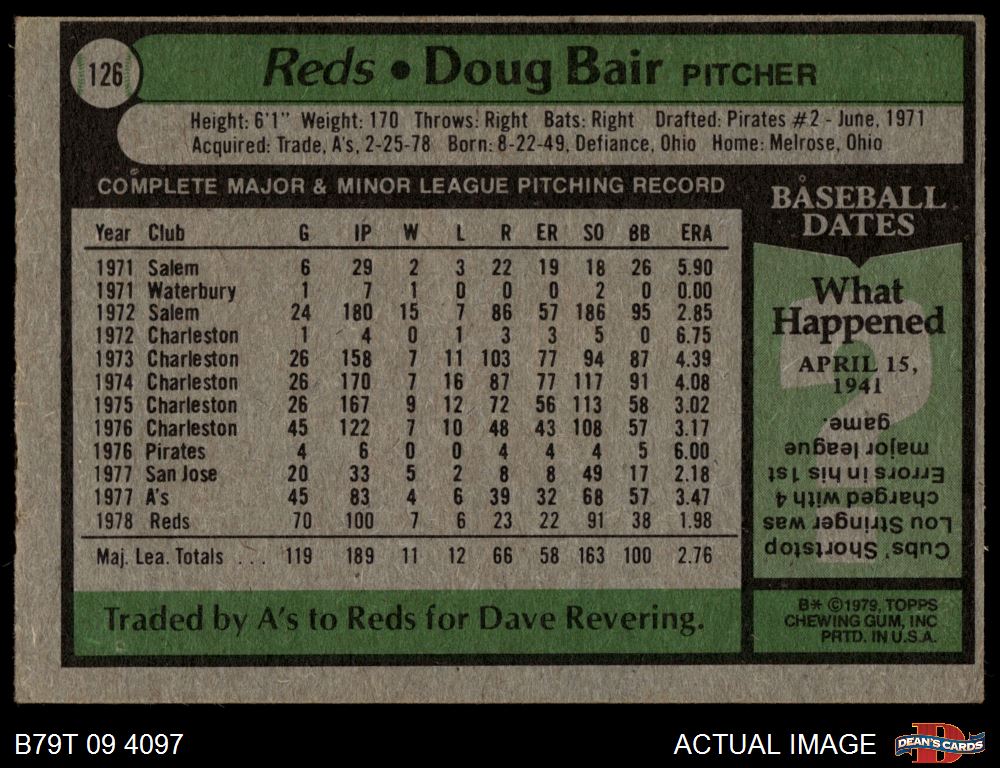 126
Reds • Doug Bair PITCHER
Height: 6'1" Weight: 170 Throws: Right Bats: Right Drafted: Pirates #2 - June, 1971
Acquired: Trade, A's, 2-25-78 Born: 8-22-49, Defiance, Ohio Home: Melrose, Ohio
COMPLETE MAJOR & MINOR LEAGUE PITCHING RECORD
Year Club G IP W L R ER SO BB ERA
1971 Salem 6 29 2 3 22 19 18 26 5.90
1971 Waterbury 1 7 1 0 0 0 2 0 0.00
1972 Salem 24 180 15 7 86 57 186 95 2.85
1972 Charleston 1 4 0 1 3 3 5 0 6.75
1973 Charleston 26 158 7 11 103 77 94 87 4.39
1974 Charleston 26 170 7 16 87 77 117 91 4.08
1975 Charleston 26 167 9 12 72 56 113 58 3.02
1976 Charleston 45 122 7 10 48 43 108 57 3.17
1976 Pirates 4 6 0 0 4 4 4 5 6.00
1977 San Jose 20 33 5 2 8 8 49 17 2.18
1977 A's 45 83 4 6 39 32 68 57 3.47
1978 Reds 70 100 7 6 23 22 91 38 1.98
Maj. Lea. Totals . . . 119 189 11 12 66 58 163 100 2.76
Traded by A's to Reds for Dave Revering.
BASEBALL
DATES
What
Happened
APRIL 15,
1941
Cubs' Shortstop
Lou Stringer was
charged with 4
Errors in his 1st
major league
game.
B* ©1979, TOPPS
CHEWING GUM, INC
PRTD. IN U.S.A.
B79T 09 4097
ACTUAL IMAGE
D
DEAN'S CARDS